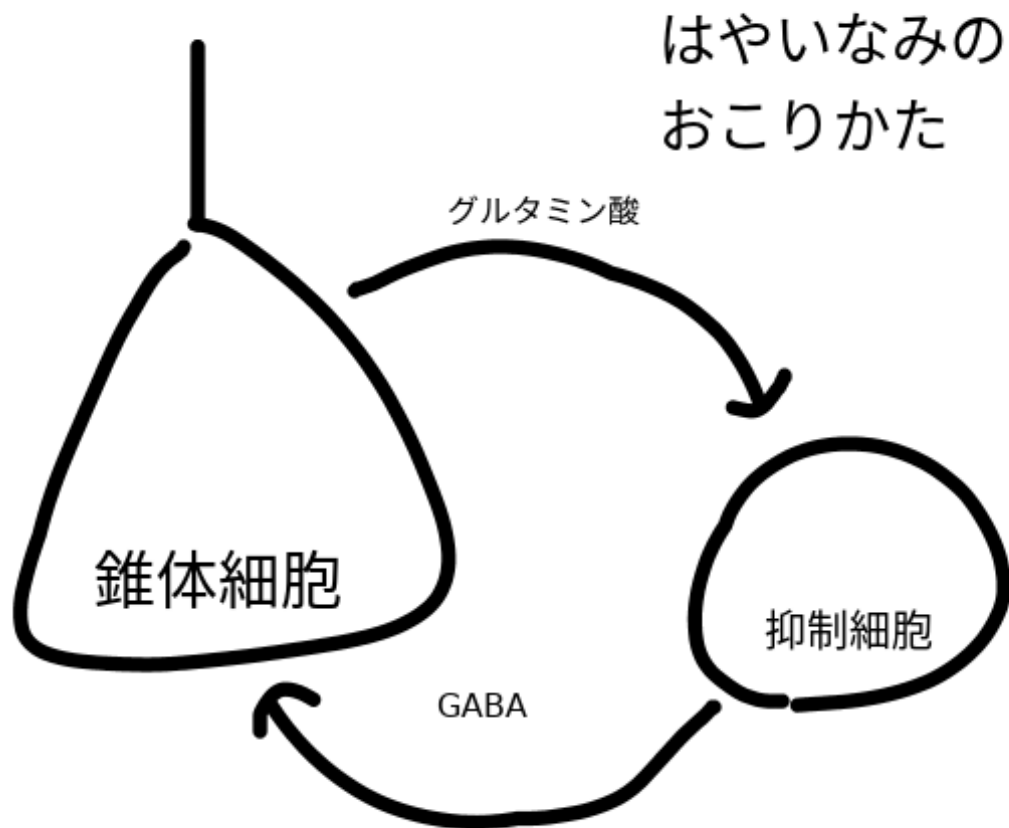 はやいなみの
おこりかた
グルタミン酸
錐体細胞
抑制細胞
GABA